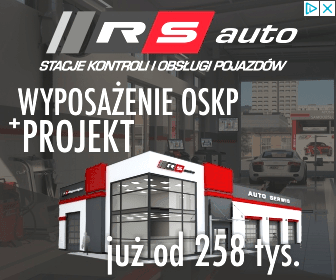 RS auto
STACJE KONTROLI I OBSŁUGI POJAZDÓW
WYPOSAŻENIE OSKP
+PROJEKT
AUTO SERWIS
już od 258 tys.